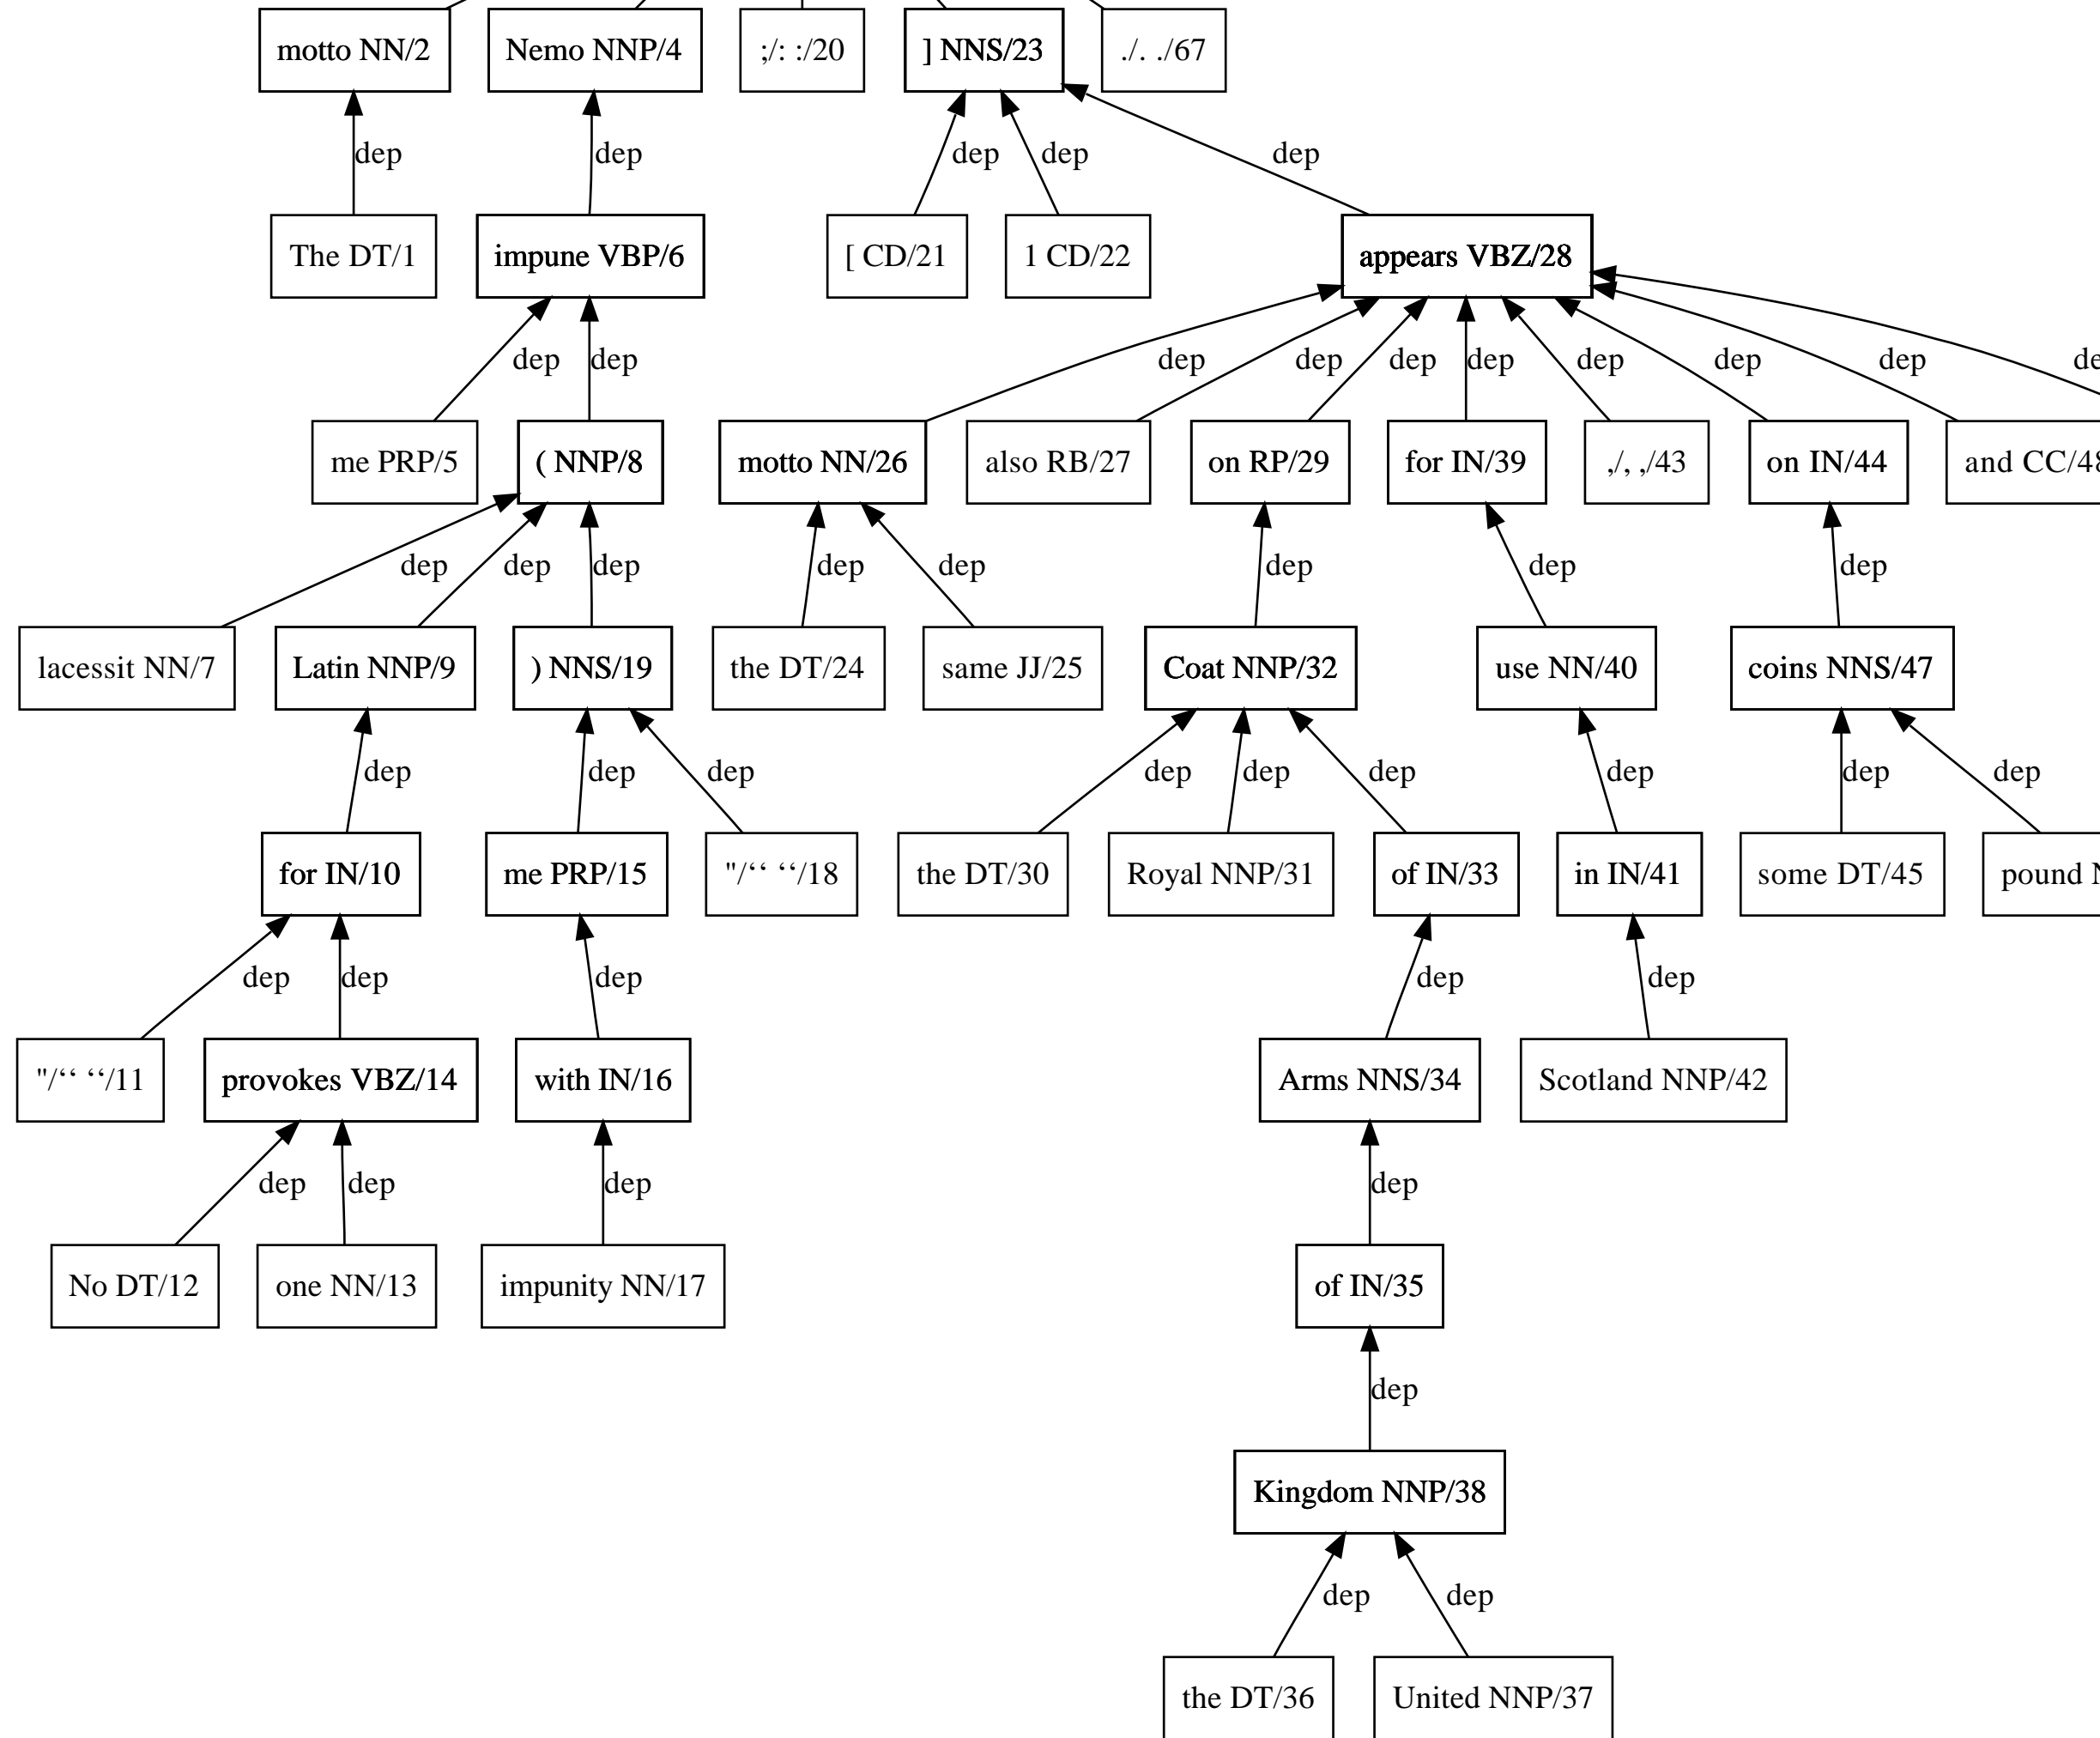 motto NN/2 Nemo NNP/4 ;/: :/20 ] NNS/23 ./. ./67
dep dep dep dep dep
The DT/1 impune VBP/6 [ CD/21 1 CD/22 appears VBZ/28
dep dep dep dep dep dep dep dep dep de
me PRP/5 ( NNP/8 motto NN/26 also RB/27 on RP/29 for IN/39 ,/, ,/43 on IN/44 and CC/48
dep dep dep dep dep dep dep dep
lacessit NN/7 Latin NNP/9 ) NNS/19 the DT/24 same JJ/25 Coat NNP/32 use NN/40 coins NNS/47
dep dep dep dep dep dep dep dep dep
for IN/10 me PRP/15 "/“ “/18 the DT/30 Royal NNP/31 of IN/33 in IN/41 some DT/45 pound N
dep dep dep dep dep
"/“ “/11 provokes VBZ/14 with IN/16 Arms NNS/34 Scotland NNP/42
dep dep dep dep
No DT/12 one NN/13 impunity NN/17 of IN/35
dep
Kingdom NNP/38
dep dep
the DT/36 United NNP/37